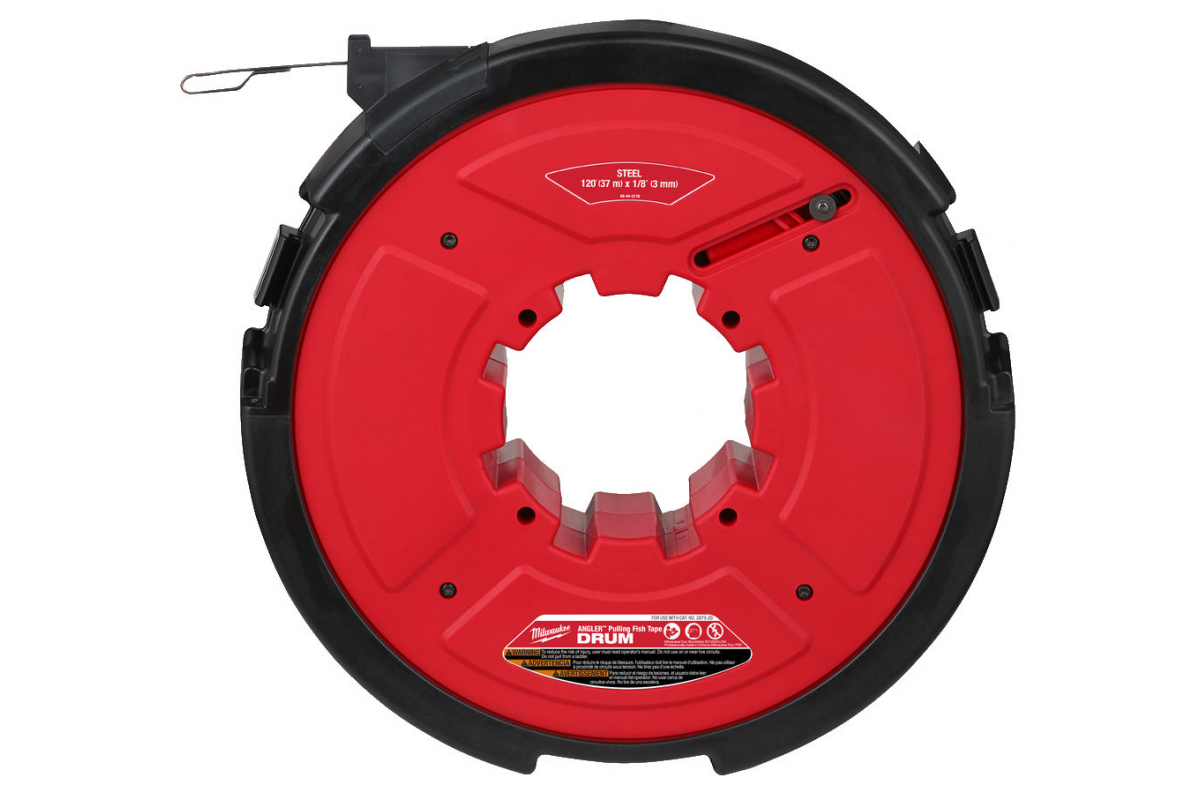 STEEL
120' (37 m) x 1/8" (3 mm)
48-44-5178
FOR USE WITH CAT. NO. 2873-20
Milwaukee
ANGLER™ Pulling Fish Tape
DRUM
WARNING To reduce the risk of injury, user must read operator's manual. Do not use on or near live circuits.
Do not pull from a ladder.
ADVERTENCIA Pour réduire le risque de blessure, l'utilisateur doit lire le manuel d'utilisation. Ne pas utiliser
à proximité de circuits sous tension. Ne tirez pas d'une échelle.
AVERTISSEMENT Para reducir el riesgo de lesiones, el usuario debe leer
el manual del operador. No usar cerca de
circuitos vivos. No tire de una escalera.